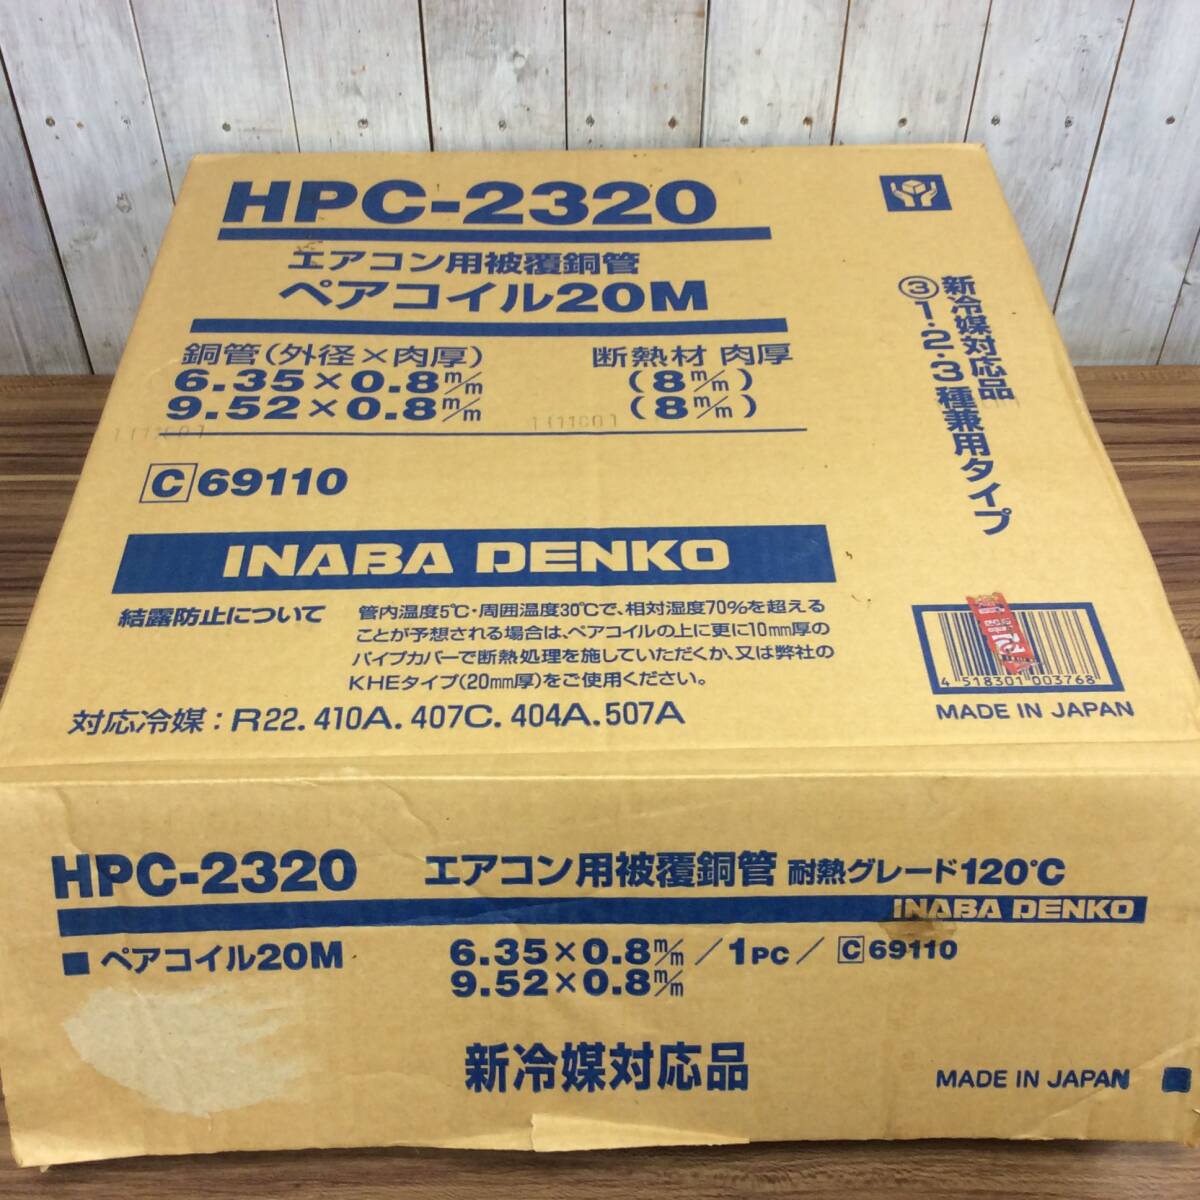 HPC-2320
エアコン用被覆銅管
ペアコイル20M
銅管(外径×肉厚) 断熱材 肉厚
6.35×0.8m/m (8m/m)
9.52×0.8m/m (8m/m)
C 69110
INABA DENKO
結露防止について
管内温度5℃・周囲温度30℃で、相対湿度70%を超える
ことが予想される場合は、ペアコイルの上に更に10mm厚の
パイプカバーで断熱処理を施していただくか、又は弊社の
KHEタイプ(20mm厚)をご使用ください。
対応冷媒:R22.410A.407C.404A.507A
新冷媒対応品
③1・2・3種兼用タイプ
4 518301 003768
MADE IN JAPAN
HPC-2320 エアコン用被覆銅管 耐熱グレード120℃
INABA DENKO
■ ペアコイル20M 6.35×0.8m/m/1PC/C 69110
9.52×0.8m/m
新冷媒対応品
MADE IN JAPAN